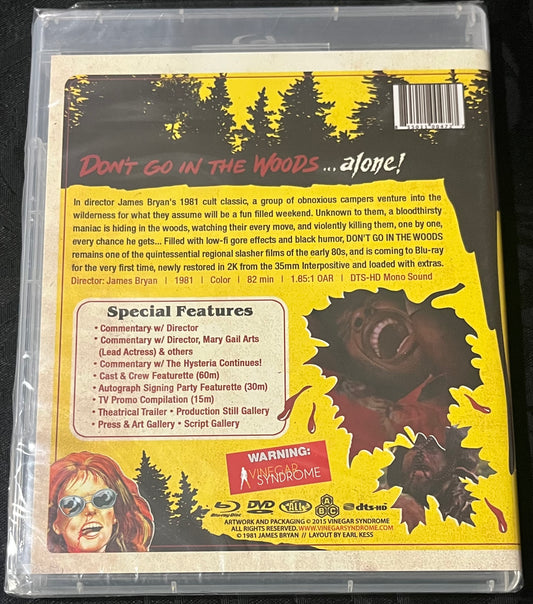 DON'T GO IN THE WOODS ...alone!
In director James Bryan's 1981 cult classic, a group of obnoxious campers venture into the
wilderness for what they assume will be a fun filled weekend. Unknown to them, a bloodthirsty
maniac is hiding in the woods, watching their every move, and violently killing them, one by one,
every chance he gets... Filled with low-fi gore effects and black humor, DON'T GO IN THE WOODS
remains one of the quintessential regional slasher films of the early 80s, and is coming to Blu-ray
for the very first time, newly restored in 2K from the 35mm Interpositive and loaded with extras.
Director: James Bryan | 1981 | Color | 82 min | 1.85:1 OAR | DTS-HD Mono Sound
Special Features
• Commentary w/ Director
• Commentary w/ Director, Mary Gail Arts
(Lead Actress) & others
• Commentary w/ The Hysteria Continues!
• Cast & Crew Featurette (60m)
• Autograph Signing Party Featurette (30m)
• TV Promo Compilation (15m)
• Theatrical Trailer • Production Still Gallery
• Press & Art Gallery • Script Gallery
WARNING:
VINEGAR
SYNDROME
Blu-ray Disc DVD ALL ABC dts-HD
ARTWORK AND PACKAGING © 2015 VINEGAR SYNDROME
ALL RIGHTS RESERVED. WWW.VINEGARSYNDROME.COM
© 1981 JAMES BRYAN // LAYOUT BY EARL KESS